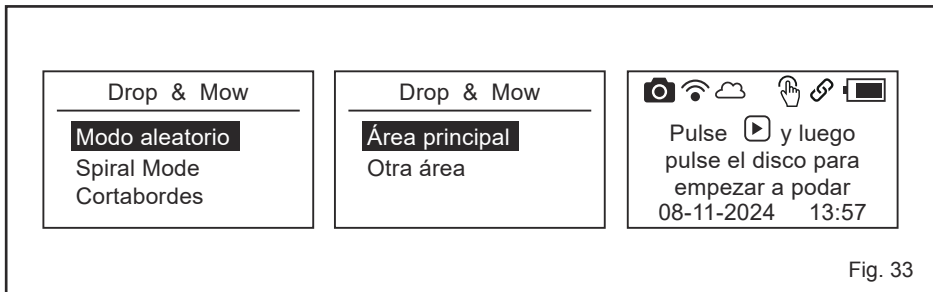 Drop & Mow
Modo aleatorio
Spiral Mode
Cortabordes
Drop & Mow
Área principal
Otra área
Pulse y luego
pulse el disco para
empezar a podar
08-11-2024 13:57
Fig. 33